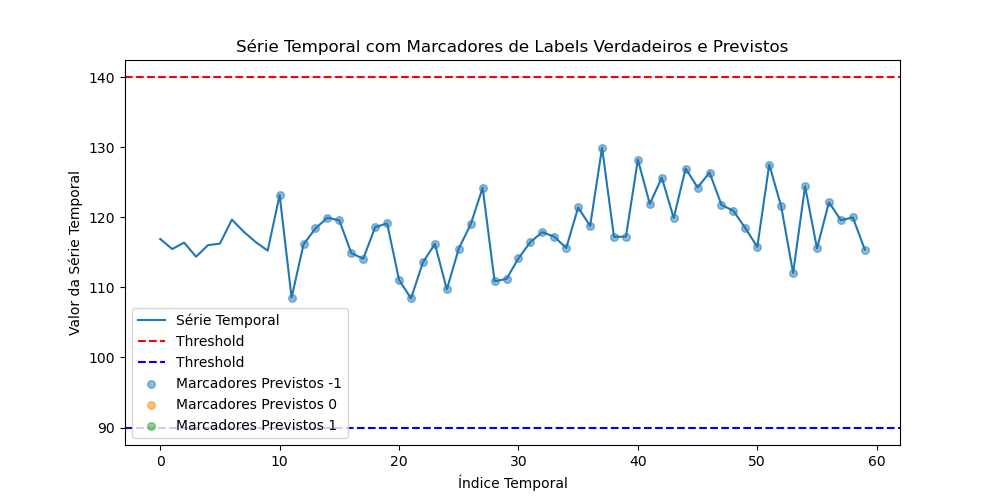 Série Temporal com Marcadores de Labels Verdadeiros e Previstos
Valor da Série Temporal
140
130
120
110
100
90
Série Temporal
Threshold
Threshold
Marcadores Previstos -1
Marcadores Previstos 0
Marcadores Previstos 1
0 10 20 30 40 50 60
Índice Temporal